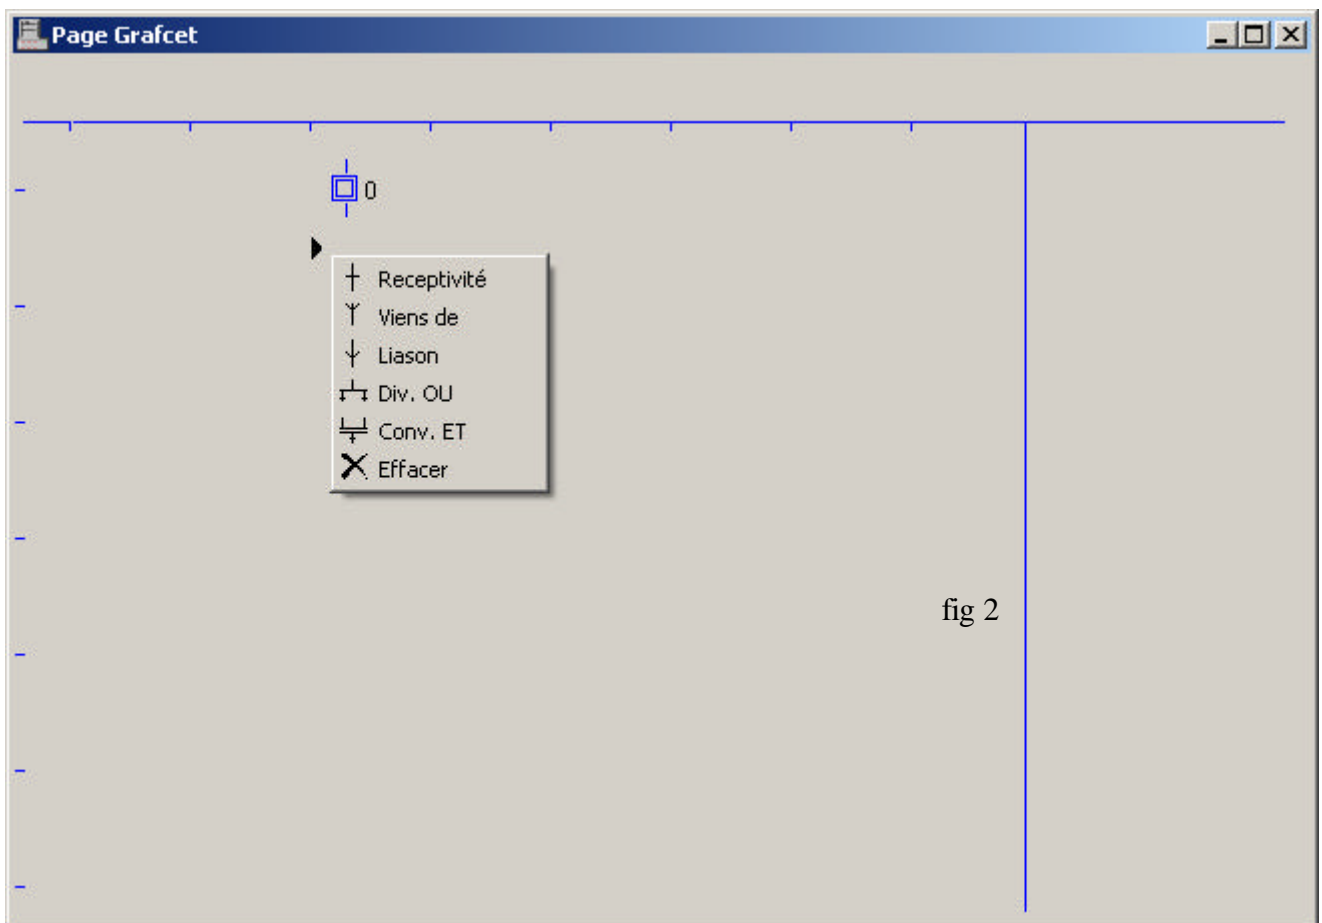 Page Grafcet
0
Receptivité
Viens de
Liason
Div. OU
Conv. ET
Effacer
fig 2